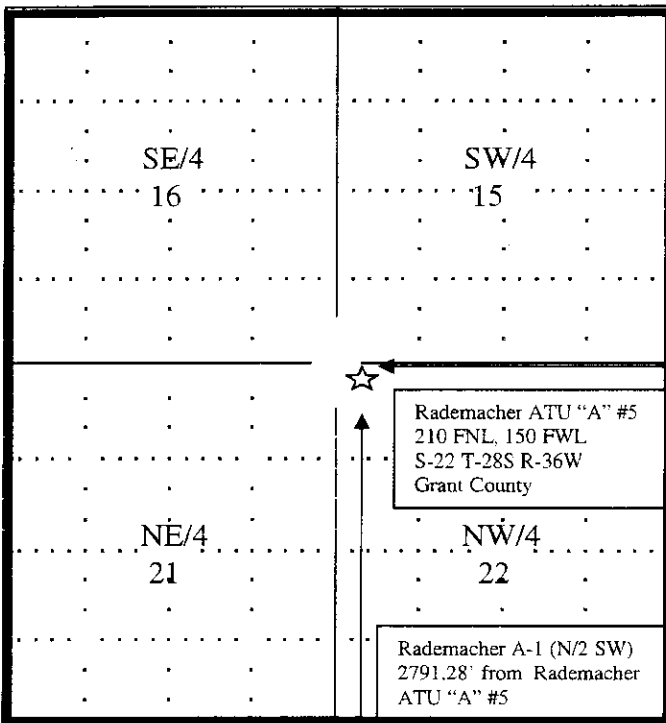 SE/4
16
SW/4
15
Rademacher ATU “A” #5
210 FNL, 150 FWL
S-22 T-28S R-36W
Grant County
NE/4
21
NW/4
22
Rademacher A-1 (N/2 SW)
2791.28' from Rademacher
ATU “A” #5